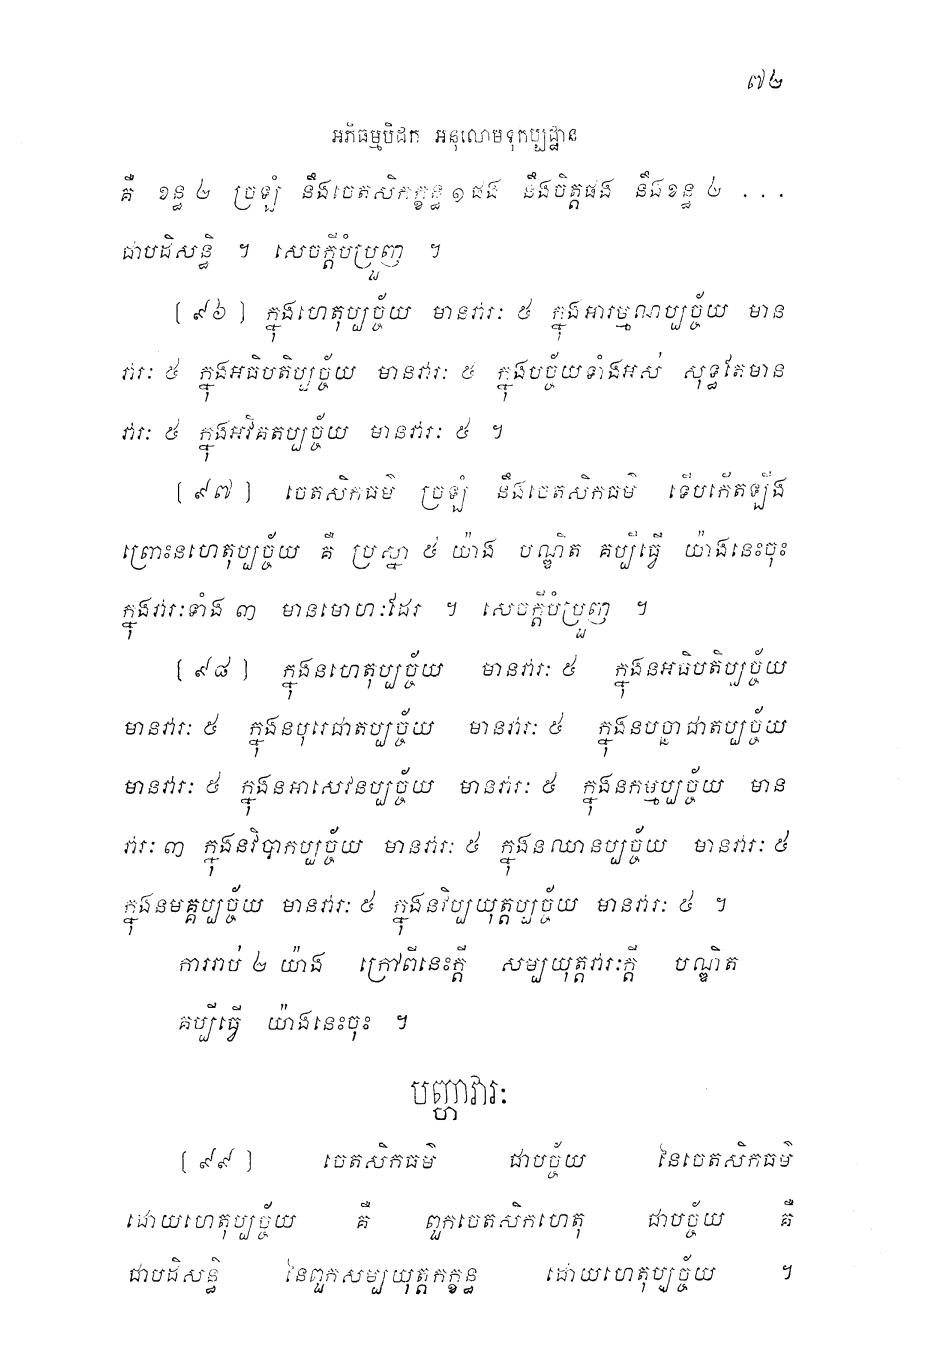 ៧២
អភិធម្មបិដក អនុលោមទុកប្បដ្ឋាន
គឺ ខន្ធ ២ ច្រឡំ នឹងចេតសិកក្ខន្ធ ១ ផង នឹងចិត្តផង នឹងខន្ធ ២ ...
ជាបដិសន្ធិ ។ សេចក្តីបំប្រួញ ។
(៩៦) ក្នុងហេតុប្បច្ច័យ មានវារៈ ៥ ក្នុងអារម្មណប្បច្ច័យ មាន
វារៈ ៥ ក្នុងអធិបតិប្បច្ច័យ មានវារៈ ៥ ក្នុងបច្ច័យទាំងអស់ សុទ្ធតែមាន
វារៈ ៥ ក្នុងអវិគតប្បច្ច័យ មានវារៈ ៥ ។
(៩៧) ចេតសិកធម៌ ច្រឡំ នឹងចេតសិកធម៌ ទើបកើតឡើង
ព្រោះនហេតុប្បច្ច័យ គឺ ប្រស្នា ៥ យ៉ាង បណ្ឌិត គប្បីធ្វើ យ៉ាងនេះចុះ
ក្នុងវារៈទាំង ៣ មានមោហៈដែរ ។ សេចក្តីបំប្រួញ ។
(៩៨) ក្នុងនហេតុប្បច្ច័យ មានវារៈ ៥ ក្នុងនអធិបតិប្បច្ច័យ
មានវារៈ ៥ ក្នុងនបុរេជាតប្បច្ច័យ មានវារៈ ៥ ក្នុងនបច្ឆាជាតប្បច្ច័យ
មានវារៈ ៥ ក្នុងនអាសេវនប្បច្ច័យ មានវារៈ ៥ ក្នុងនកម្មប្បច្ច័យ មាន
វារៈ ៣ ក្នុងនវិបាកប្បច្ច័យ មានវារៈ ៥ ក្នុងនឈានប្បច្ច័យ មានវារៈ ៥
ក្នុងនមគ្គប្បច្ច័យ មានវារៈ ៥ ក្នុងនវិប្បយុត្តប្បច្ច័យ មានវារៈ ៥ ។
ការរាប់ ២ យ៉ាង ក្រៅពីនេះក្តី សម្បយុត្តវារៈក្តី បណ្ឌិត
គប្បីធ្វើ យ៉ាងនេះចុះ ។
បញ្ហាវារៈ
(៩៩) ចេតសិកធម៌ ជាបច្ច័យ នៃចេតសិកធម៌
ដោយហេតុប្បច្ច័យ គឺ ពួកចេតសិកហេតុ ជាបច្ច័យ គឺ
ជាបដិសន្ធិ នៃពួកសម្បយុត្តកក្ខន្ធ ដោយហេតុប្បច្ច័យ ។